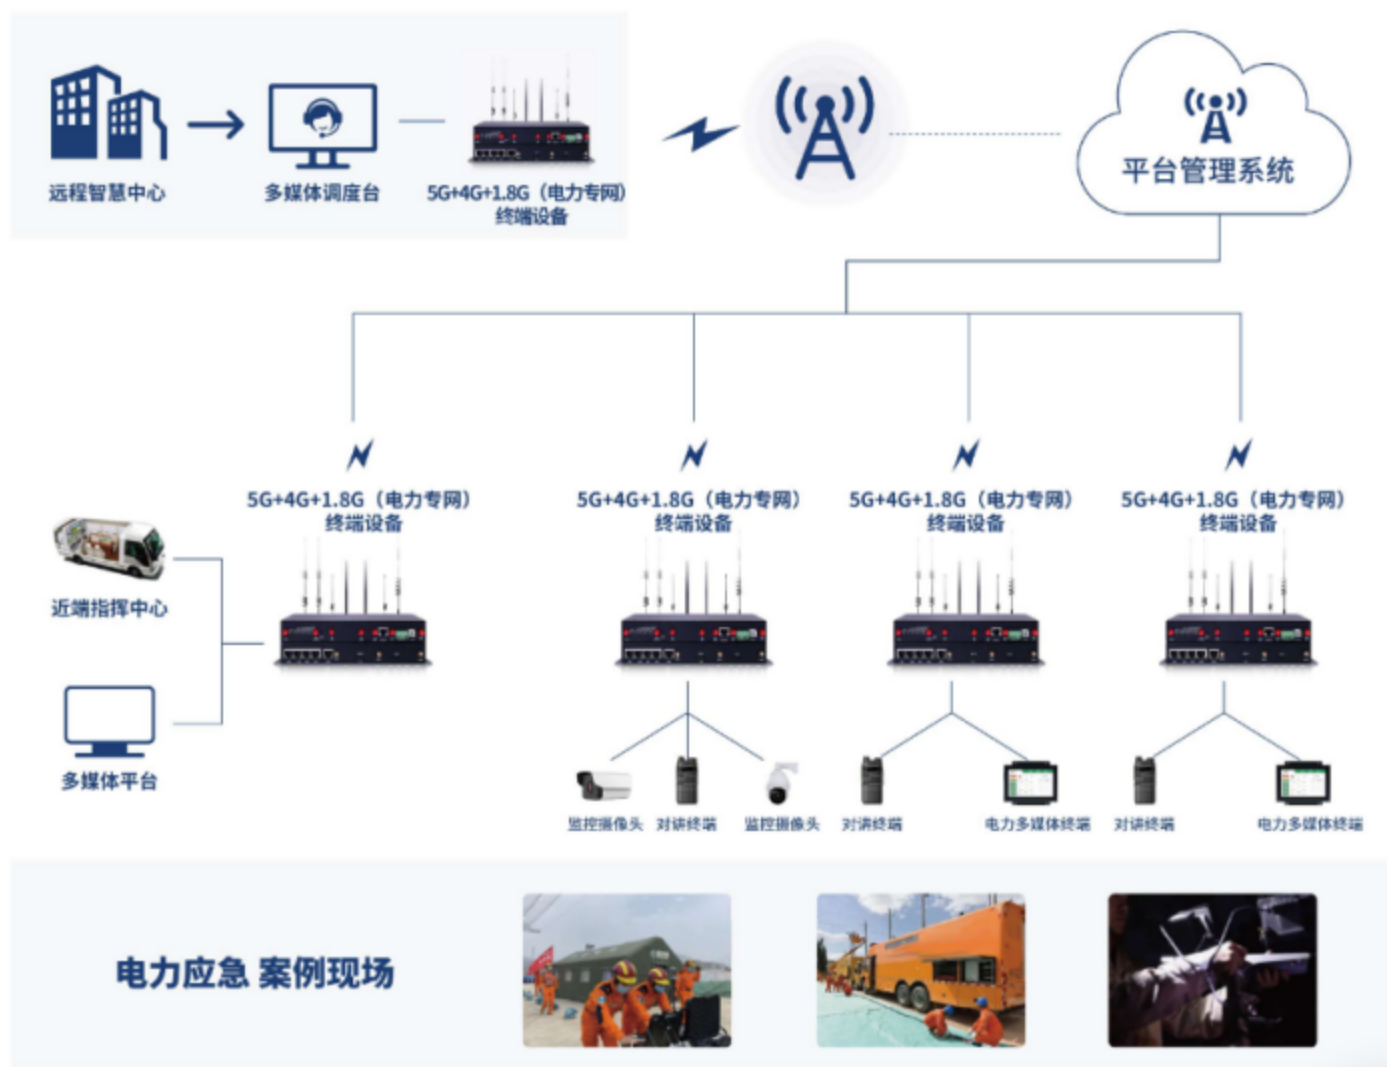 平台管理系统
远程智慧中心
多媒体调度台
5G+4G+1.8G（电力专网）
终端设备
5G+4G+1.8G（电力专网）
终端设备
5G+4G+1.8G（电力专网）
终端设备
5G+4G+1.8G（电力专网）
终端设备
5G+4G+1.8G（电力专网）
终端设备
近端指挥中心
多媒体平台
监控摄像头
对讲终端
监控摄像头
对讲终端
电力多媒体终端
对讲终端
电力多媒体终端
电力应急 案例现场